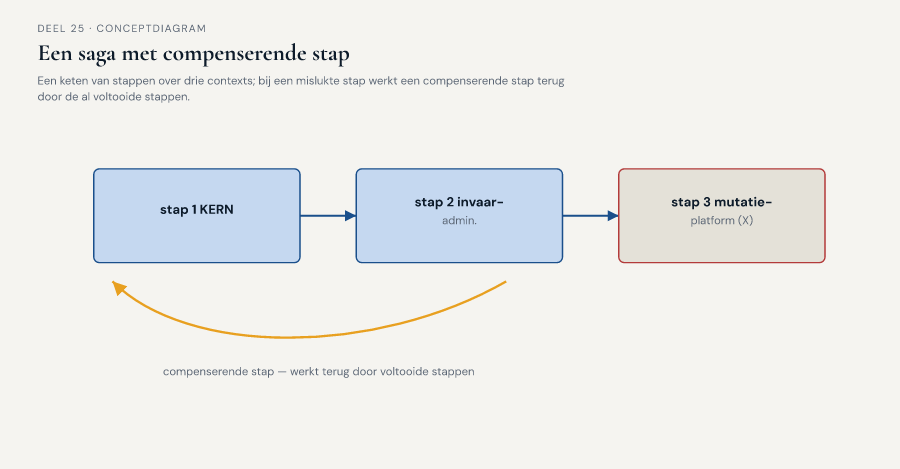 DEEL 25 · CONCEPTDIAGRAM
Een saga met compenserende stap
Een keten van stappen over drie contexts; bij een mislukte stap werkt een compenserende stap terug
door de al voltooide stappen.
stap 1 KERN
stap 2 invaar-
admin.
stap 3 mutatie-
platform (X)
compenserende stap — werkt terug door voltooide stappen